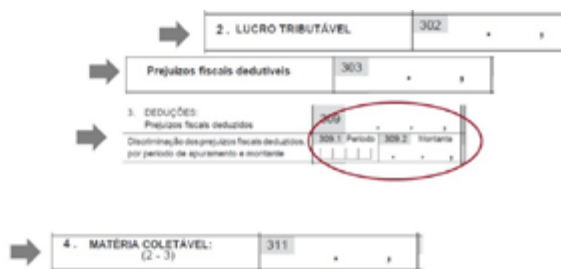 2. LUCRO TRIBUTÁVEL 302 . ,
Prejuízos fiscais dedutíveis 303 . ,
3. DEDUÇÕES:
Prejuízos fiscais deduzidos 309 . . ,
Discriminação dos prejuízos fiscais deduzidos, 309.1 Período 309.2 Montante
por período de apuramento e montante . . ,
4. MATÉRIA COLETÁVEL: 311 . ,
(2 - 3)